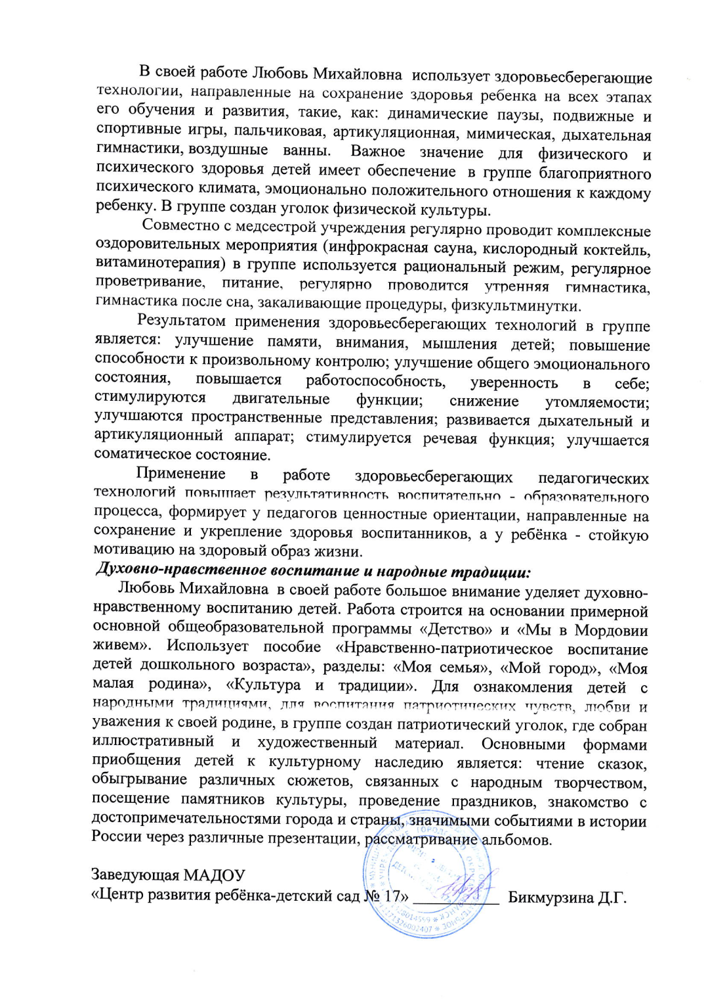 В своей работе Любовь Михайловна использует здоровьесберегающие
технологии, направленные на сохранение здоровья ребенка на всех этапах
его обучения и развития, такие, как: динамические паузы, подвижные и
спортивные игры, пальчиковая, артикуляционная, мимическая, дыхательная
гимнастики, воздушные ванны. Важное значение для физического и
психического здоровья детей имеет обеспечение в группе благоприятного
психического климата, эмоционально положительного отношения к каждому
ребенку. В группе создан уголок физической культуры.
Совместно с медсестрой учреждения регулярно проводит комплексные
оздоровительных мероприятия (инфрокрасная сауна, кислородный коктейль,
витаминотерапия) в группе используется рациональный режим, регулярное
проветривание, питание, регулярно проводится утренняя гимнастика,
гимнастика после сна, закаливающие процедуры, физкультминутки.
Результатом применения здоровьесберегающих технологий в группе
является: улучшение памяти, внимания, мышления детей; повышение
способности к произвольному контролю; улучшение общего эмоционального
состояния, повышается работоспособность, уверенность в себе;
стимулируются двигательные функции; снижение утомляемости;
улучшаются пространственные представления; развивается дыхательный и
артикуляционный аппарат; стимулируется речевая функция; улучшается
соматическое состояние.
Применение в работе здоровьесберегающих педагогических
технологий повышает результативность воспитательно - образовательного
процесса, формирует у педагогов ценностные ориентации, направленные на
сохранение и укрепление здоровья воспитанников, а у ребёнка - стойкую
мотивацию на здоровый образ жизни.
Духовно-нравственное воспитание и народные традиции:
Любовь Михайловна в своей работе большое внимание уделяет духовно-
нравственному воспитанию детей. Работа строится на основании примерной
основной общеобразовательной программы «Детство» и «Мы в Мордовии
живем». Использует пособие «Нравственно-патриотическое воспитание
детей дошкольного возраста», разделы: «Моя семья», «Мой город», «Моя
малая родина», «Культура и традиции». Для ознакомления детей с
народными традициями, для воспитания патриотических чувств, любви и
уважения к своей родине, в группе создан патриотический уголок, где собран
иллюстративный и художественный материал. Основными формами
приобщения детей к культурному наследию является: чтение сказок,
обыгрывание различных сюжетов, связанных с народным творчеством,
посещение памятников культуры, проведение праздников, знакомство с
достопримечательностями города и страны, значимыми событиями в истории
России через различные презентации, рассматривание альбомов.
Заведующая МАДОУ
«Центр развития ребёнка-детский сад № 17» __________ Бикмурзина Д.Г.